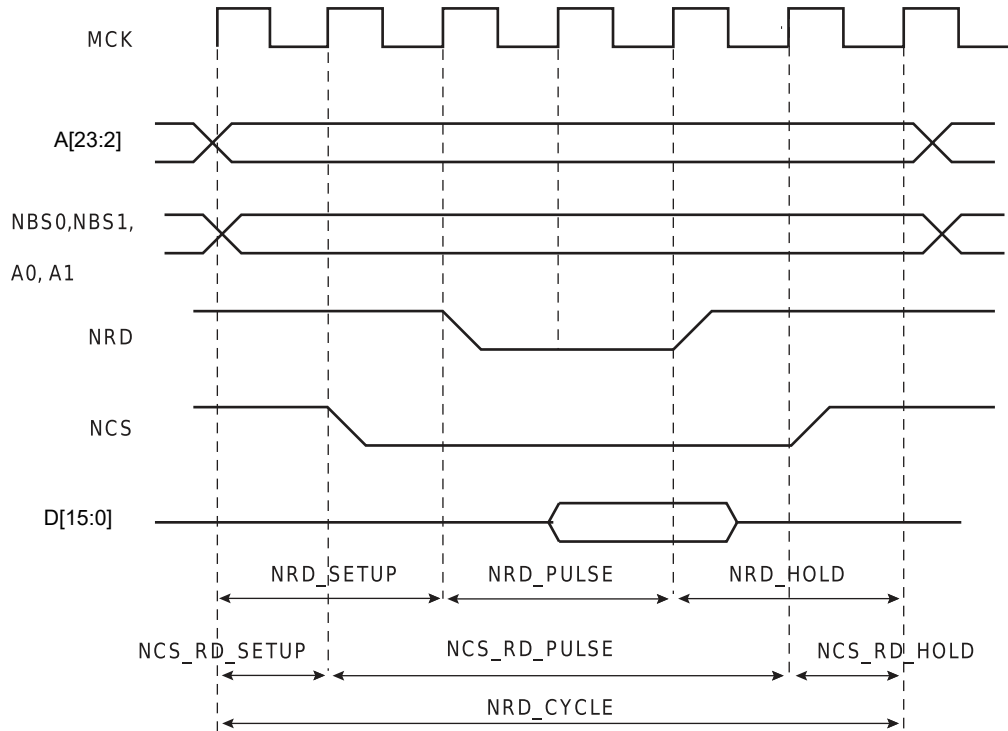 MCK
A[23:2]
NBS0,NBS1,
A0, A1
NRD
NCS
D[15:0]
NRD_SETUP NRD_PULSE NRD_HOLD
NCS_RD_SETUP NCS_RD_PULSE NCS_RD_HOLD
NRD_CYCLE